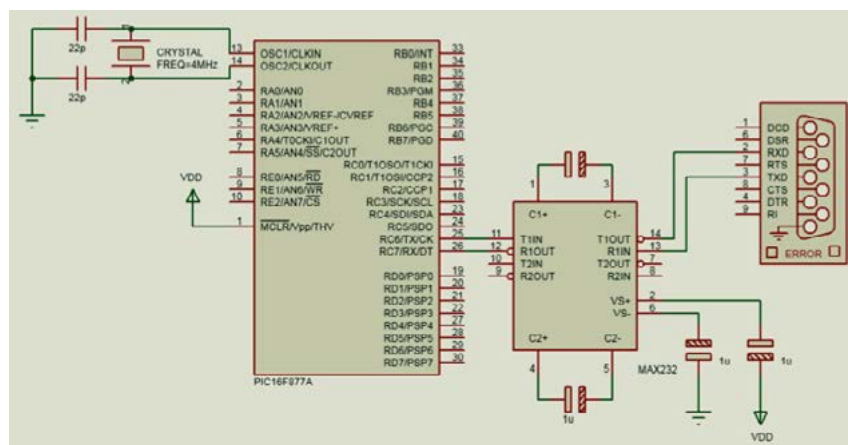 22p
22p
CRYSTAL
FREQ=4MHz
1
2
13 OSC1/CLKIN
14 OSC2/CLKOUT
2 RA0/AN0
3 RA1/AN1
4 RA2/AN2/VREF-/CVREF
5 RA3/AN3/VREF+
6 RA4/T0CKI/C1OUT
7 RA5/AN4/SS/C2OUT
8 RE0/AN5/RD
9 RE1/AN6/WR
10 RE2/AN7/CS
VDD
1 MCLR/Vpp/THV
RB0/INT 33
RB1 34
RB2 35
RB3/PGM 36
RB4 37
RB5 38
RB6/PGC 39
RB7/PGD 40
RC0/T1OSO/T1CKI 15
RC1/T1OSI/CCP2 16
RC2/CCP1 17
RC3/SCK/SCL 18
RC4/SDI/SDA 23
RC5/SDO 24
RC6/TX/CK 25
RC7/RX/DT 26
RD0/PSP0 19
RD1/PSP1 20
RD2/PSP2 21
RD3/PSP3 22
RD4/PSP4 27
RD5/PSP5 28
RD6/PSP6 29
RD7/PSP7 30
PIC16F877A
1 3
C1+ C1-
11 T1IN T1OUT 14
12 R1OUT R1IN 13
10 T2IN T2OUT 7
9 R2OUT R2IN 8
VS+ 2
VS- 6
C2+ C2-
4 5
1u
MAX232
1u
1u
VDD
1 DCD
6 DSR
2 RXD
7 RTS
3 TXD
8 CTS
4 DTR
9 RI
ERROR